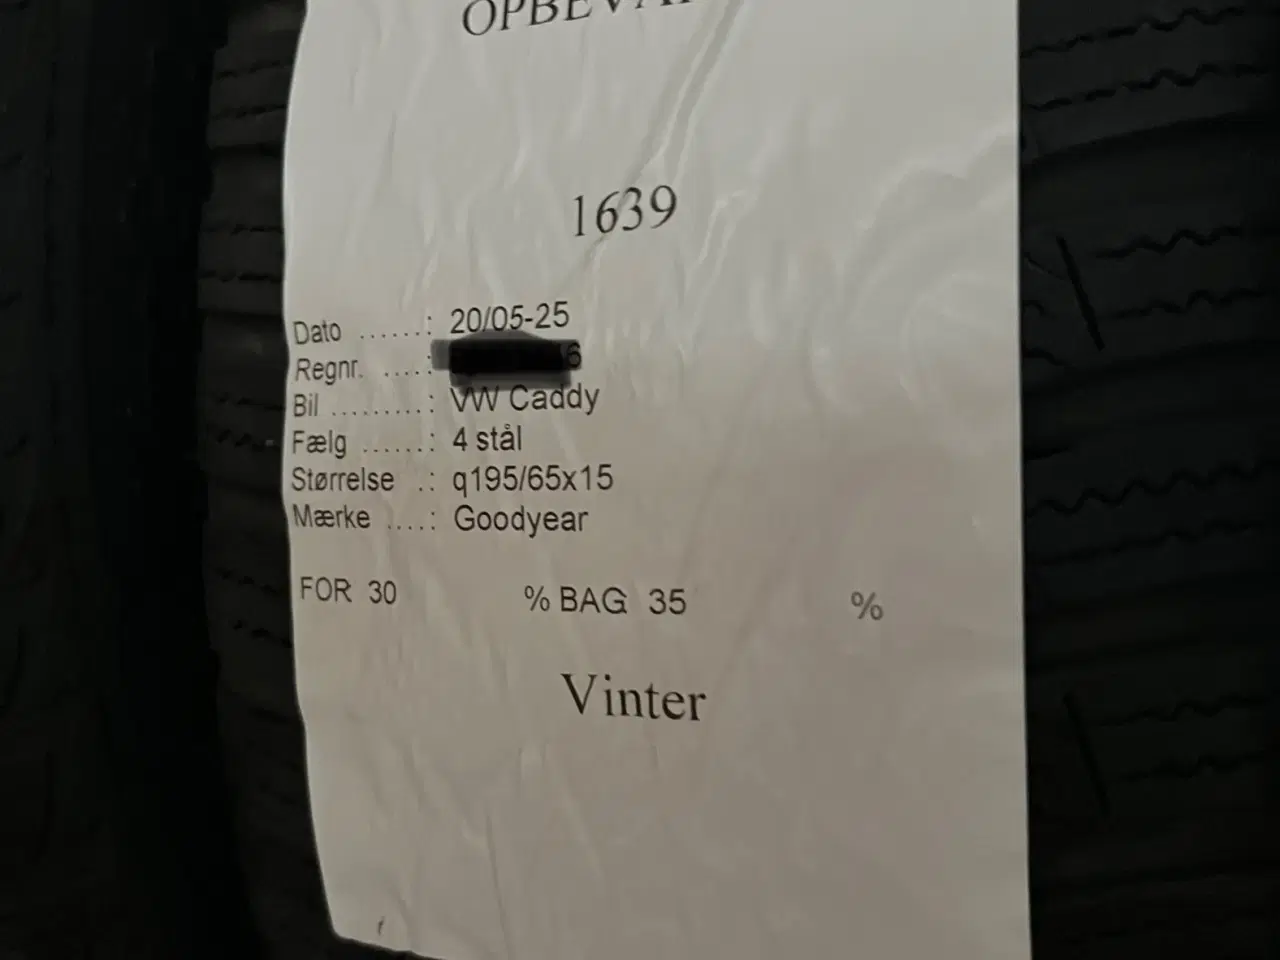 1639
Dato ......: 20/05-25
Regnr. ....: 6
Bil .........: VW Caddy
Fælg ......: 4 stål
Størrelse .: q195/65x15
Mærke ....: Goodyear
FOR 30 % BAG 35 %
Vinter